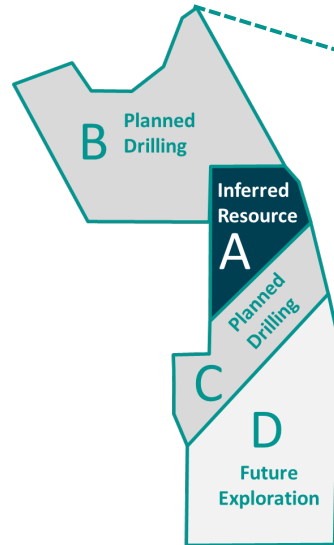 B
Planned
Drilling
Inferred
Resource
A
Planned
Drilling
C
D
Future
Exploration